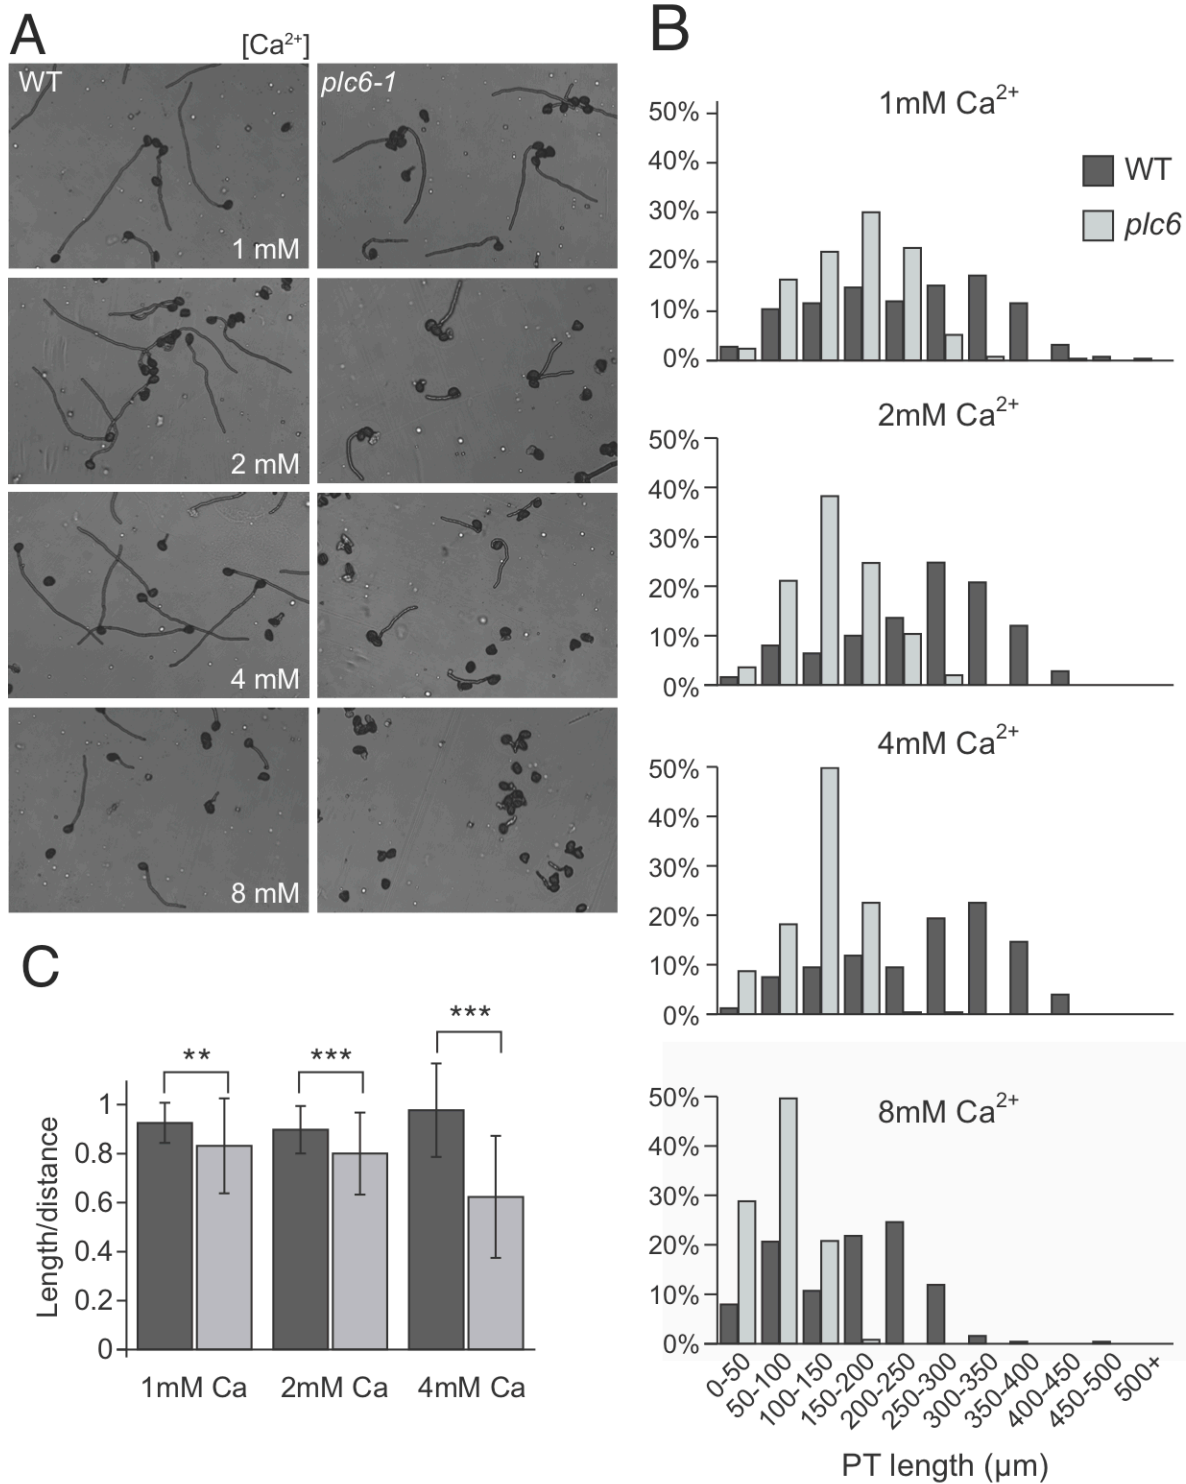 A
[Ca²⁺]
WT
plc6-1
1 mM
2 mM
4 mM
8 mM
B
1mM Ca²⁺
50%
40%
30%
20%
10%
0%
WT
plc6
2mM Ca²⁺
50%
40%
30%
20%
10%
0%
4mM Ca²⁺
50%
40%
30%
20%
10%
0%
8mM Ca²⁺
50%
40%
30%
20%
10%
0%
0-50
50-100
100-150
150-200
200-250
250-300
300-350
350-400
400-450
450-500
500+
PT length (µm)
C
Length/distance
1
0.8
0.6
0.4
0.2
0
**
***
***
1mM Ca
2mM Ca
4mM Ca